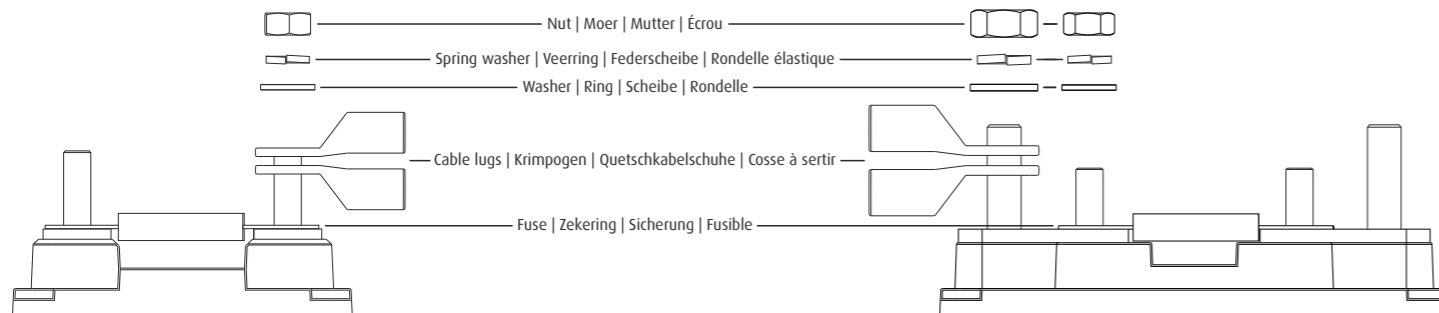 Nut | Moer | Mutter | Écrou
Spring washer | Veerring | Federscheibe | Rondelle élastique
Washer | Ring | Scheibe | Rondelle
Cable lugs | Krimpogen | Quetschkabelschuhe | Cosse à sertir
Fuse | Zekering | Sicherung | Fusible